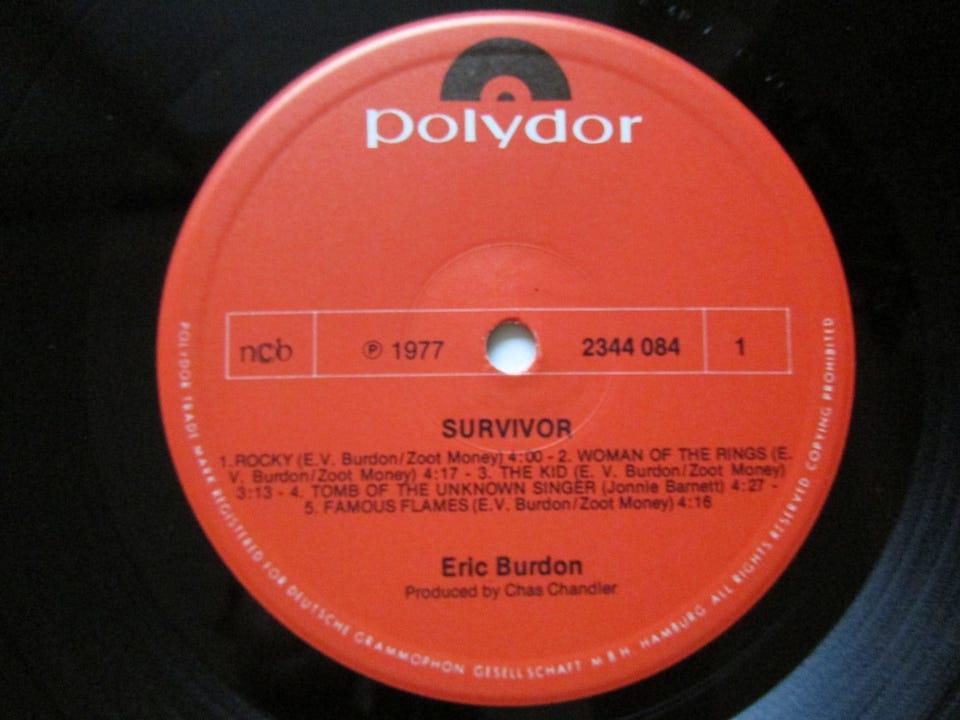 polydor
ncb
℗ 1977
2344 084
1
SURVIVOR
1. ROCKY (E.V. Burdon/Zoot Money) 4:00 - 2. WOMAN OF THE RINGS (E.
V. Burdon/Zoot Money) 4:17 - 3. THE KID (E. V. Burdon/Zoot Money)
3:13 - 4. TOMB OF THE UNKNOWN SINGER (Jonnie Barnett) 4:27 -
5. FAMOUS FLAMES (E.V. Burdon/Zoot Money) 4:16
Eric Burdon
Produced by Chas Chandler
POLYDOR TRADE MARK REGISTERED FOR DEUTSCHE GRAMMOPHON GESELLSCHAFT M B H. HAMBURG ALL RIGHTS RESERVED COPYING PROHIBITED